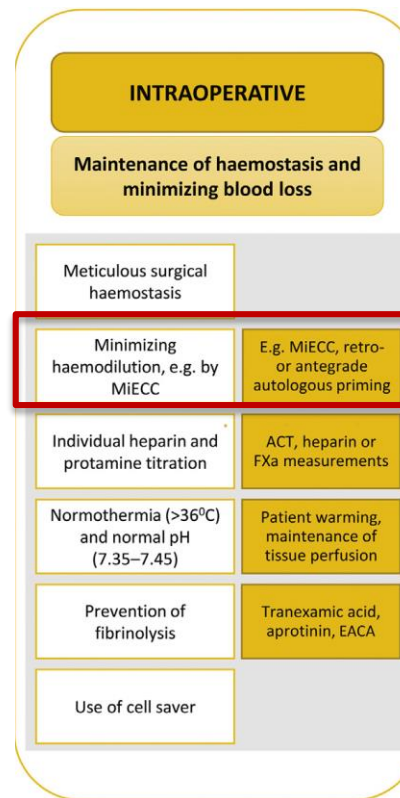 INTRAOPERATIVE
Maintenance of haemostasis and
minimizing blood loss
Meticulous surgical
haemostasis
Minimizing
haemodilution, e.g. by
MiECC
E.g. MiECC, retro-
or antegrade
autologous priming
Individual heparin and
protamine titration
ACT, heparin or
FXa measurements
Normothermia (>36⁰C)
and normal pH
(7.35–7.45)
Patient warming,
maintenance of
tissue perfusion
Prevention of
fibrinolysis
Tranexamic acid,
aprotinin, EACA
Use of cell saver